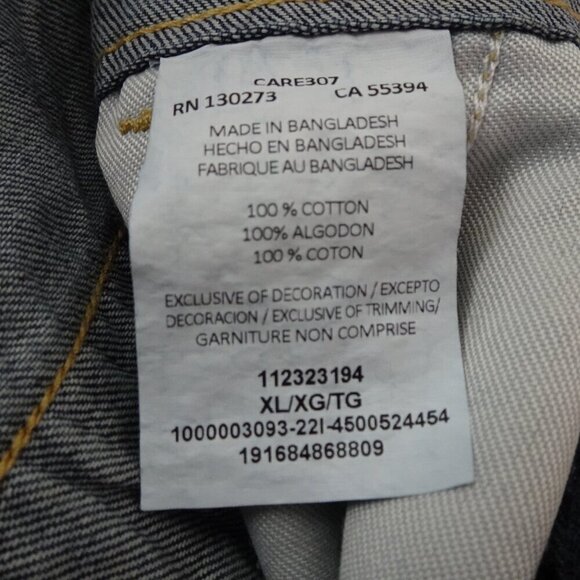 CARE307
RN 130273 CA 55394
MADE IN BANGLADESH
HECHO EN BANGLADESH
FABRIQUE AU BANGLADESH
100 % COTTON
100% ALGODON
100 % COTON
EXCLUSIVE OF DECORATION / EXCEPTO
DECORACION / EXCLUSIVE OF TRIMMING/
GARNITURE NON COMPRISE
112323194
XL/XG/TG
1000003093-22I-4500524454
191684868809